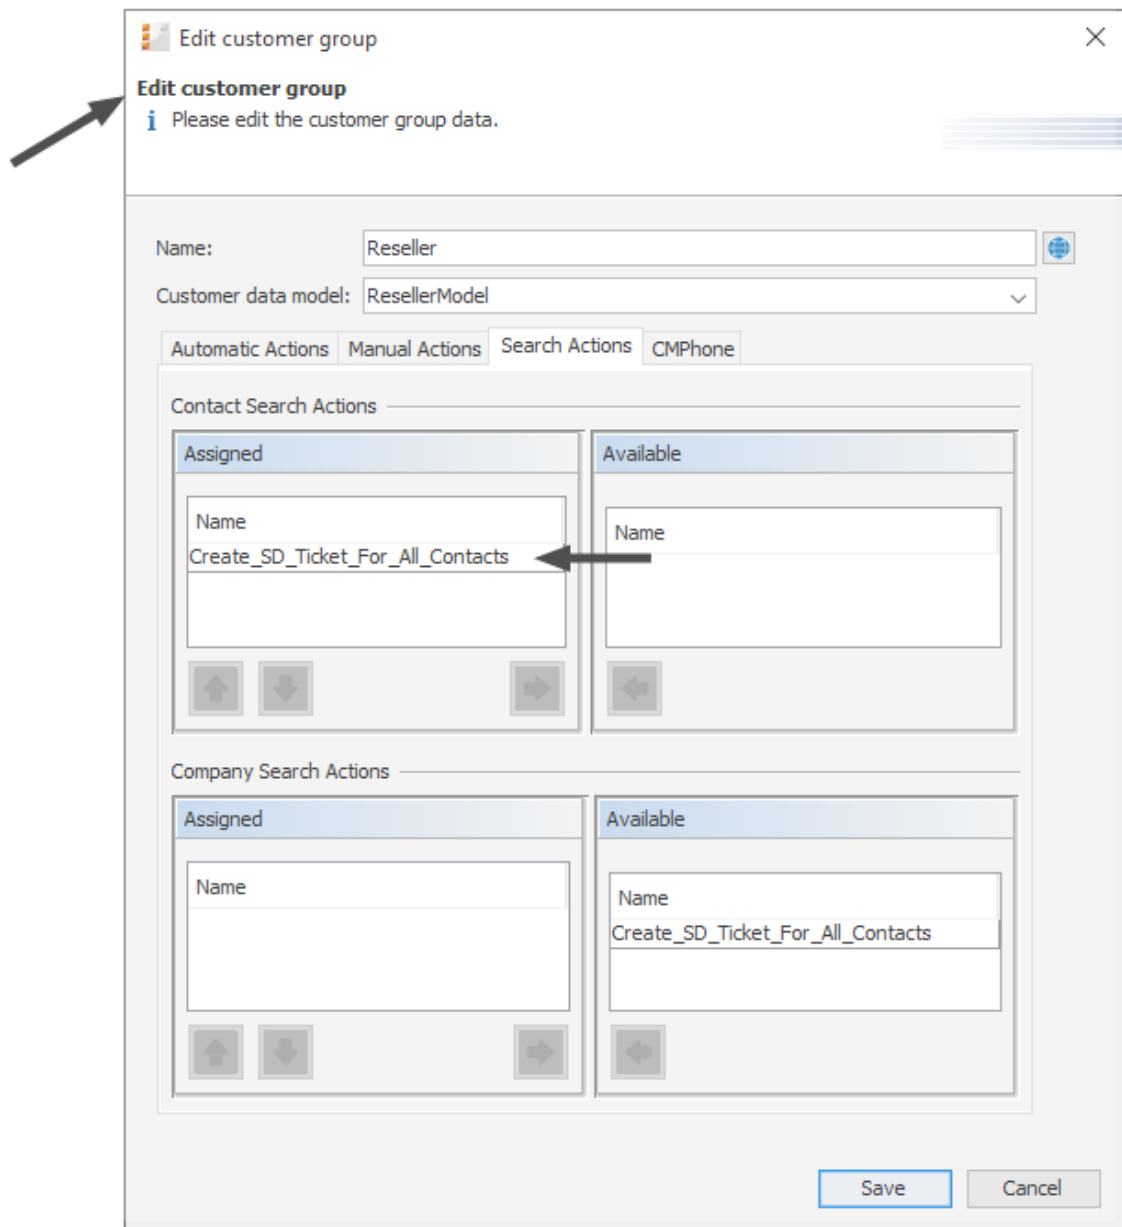 Edit customer group
Edit customer group
i Please edit the customer group data.
Name: Reseller
Customer data model: ResellerModel
Automatic Actions Manual Actions Search Actions CMPhone
Contact Search Actions
Assigned Available
Name
Name
Create_SD_Ticket_For_All_Contacts
Company Search Actions
Assigned Available
Name
Name
Create_SD_Ticket_For_All_Contacts
Save Cancel